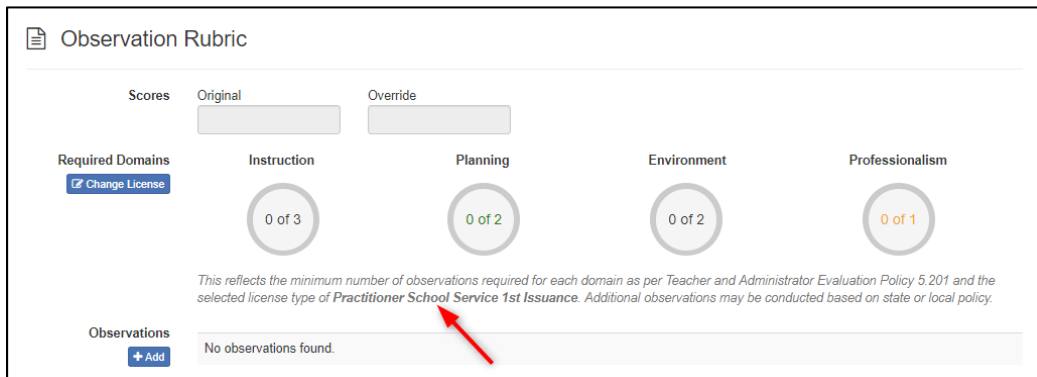 Observation Rubric
Scores
Original
Override
Required Domains
Change License
Instruction
Planning
Environment
Professionalism
0 of 3
0 of 2
0 of 2
0 of 1
This reflects the minimum number of observations required for each domain as per Teacher and Administrator Evaluation Policy 5.201 and the
selected license type of Practitioner School Service 1st Issuance. Additional observations may be conducted based on state or local policy.
Observations
+ Add
No observations found.